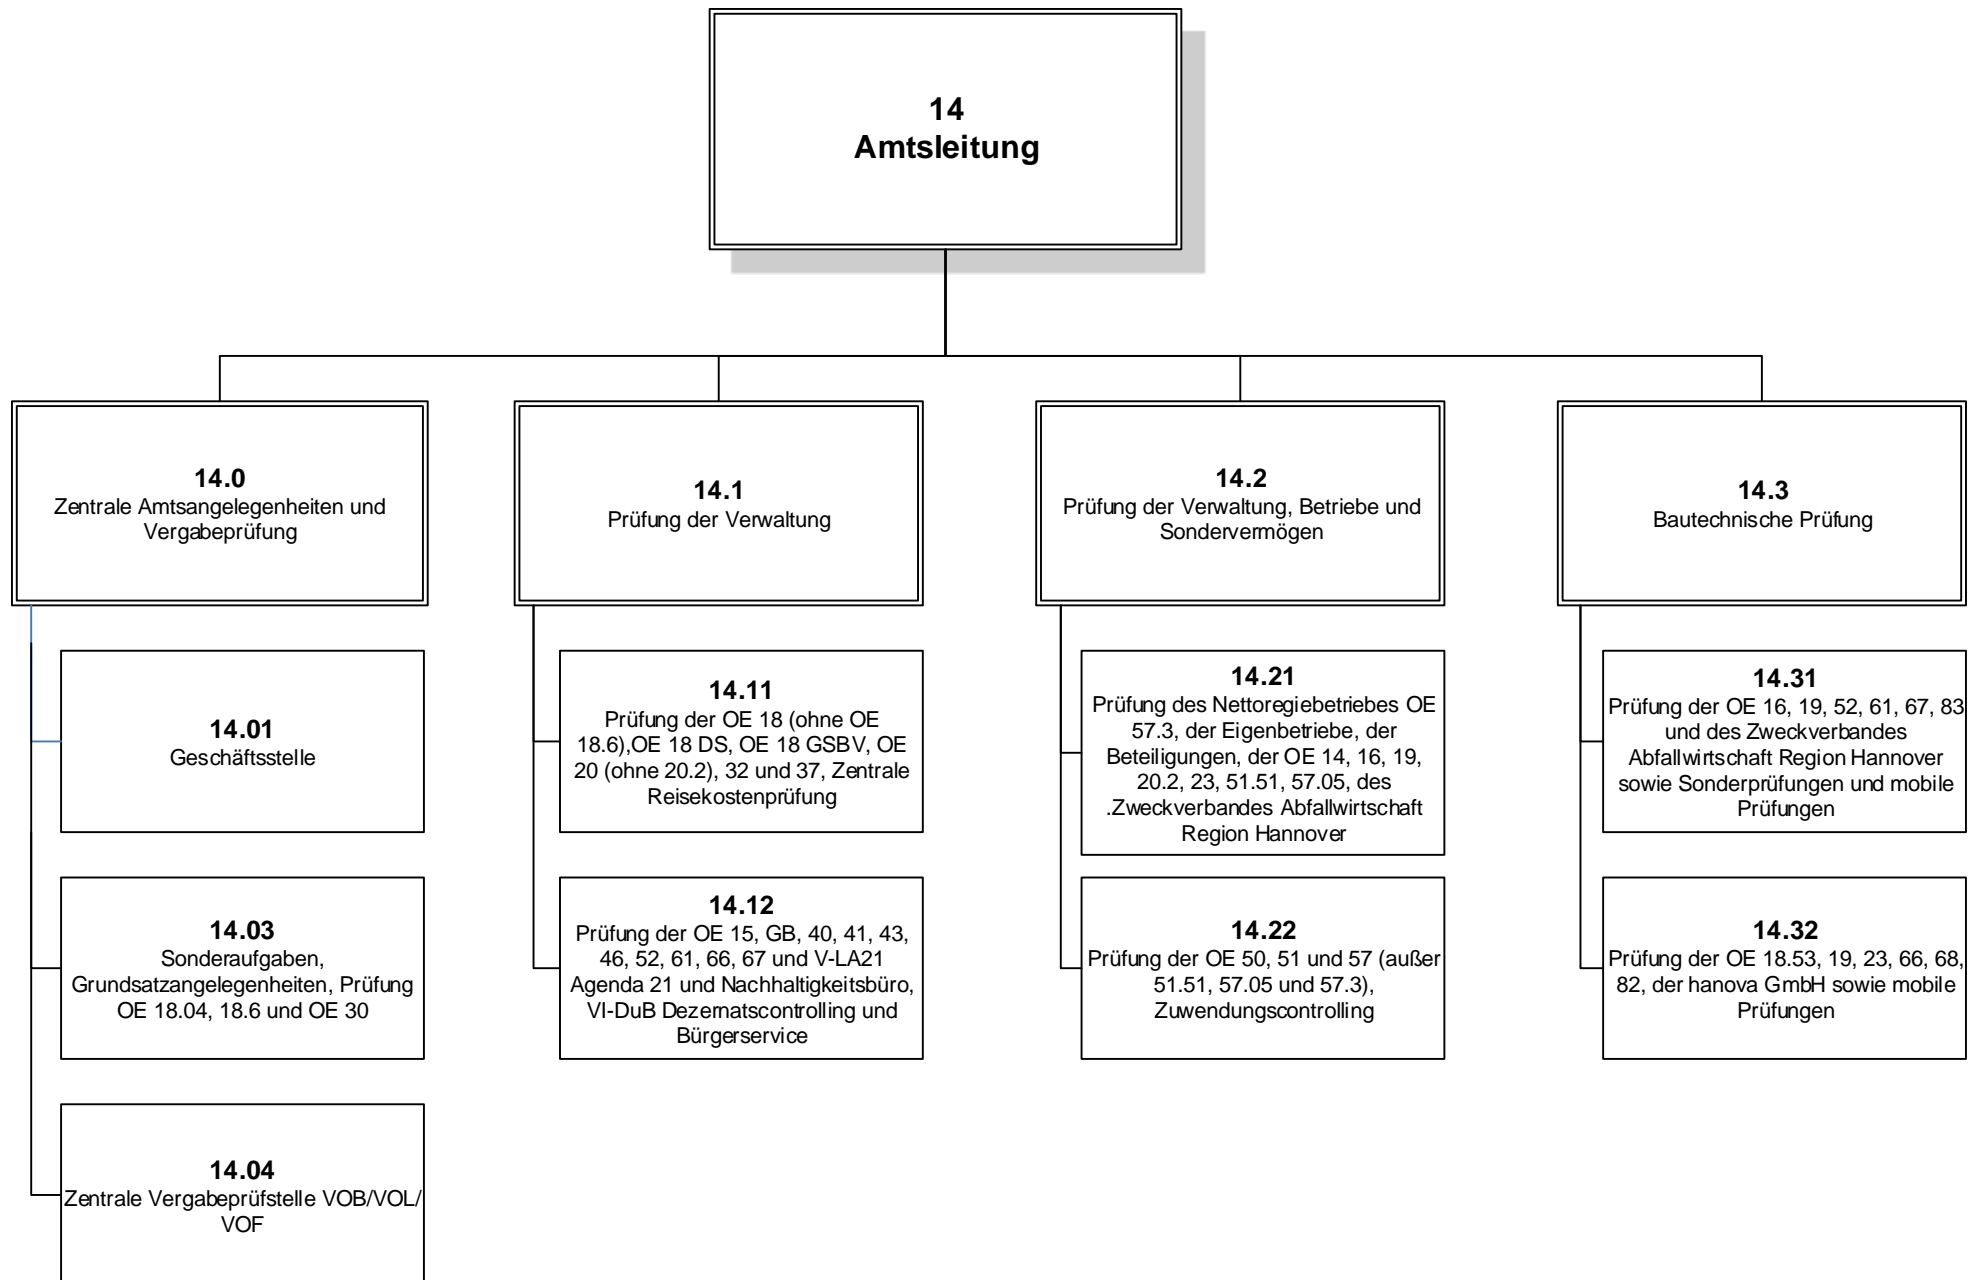 14
Amtsleitung
14.0
Zentrale Amtsangelegenheiten und
Vergabeprüfung
14.1
Prüfung der Verwaltung
14.2
Prüfung der Verwaltung, Betriebe und
Sondervermögen
14.3
Bautechnische Prüfung
14.01
Geschäftsstelle
14.03
Sonderaufgaben,
Grundsatzangelegenheiten, Prüfung
OE 18.04, 18.6 und OE 30
14.04
Zentrale Vergabeprüfstelle VOB/VOL/
VOF
14.11
Prüfung der OE 18 (ohne OE
18.6),OE 18 DS, OE 18 GSBV, OE
20 (ohne 20.2), 32 und 37, Zentrale
Reisekostenprüfung
14.12
Prüfung der OE 15, GB, 40, 41, 43,
46, 52, 61, 66, 67 und V-LA21
Agenda 21 und Nachhaltigkeitsbüro,
VI-DuB Dezernatscontrolling und
Bürgerservice
14.21
Prüfung des Nettoregiebetriebes OE
57.3, der Eigenbetriebe, der
Beteiligungen, der OE 14, 16, 19,
20.2, 23, 51.51, 57.05, des
.Zweckverbandes Abfallwirtschaft
Region Hannover
14.22
Prüfung der OE 50, 51 und 57 (außer
51.51, 57.05 und 57.3),
Zuwendungscontrolling
14.31
Prüfung der OE 16, 19, 52, 61, 67, 83
und des Zweckverbandes
Abfallwirtschaft Region Hannover
sowie Sonderprüfungen und mobile
Prüfungen
14.32
Prüfung der OE 18.53, 19, 23, 66, 68,
82, der hanova GmbH sowie mobile
Prüfungen